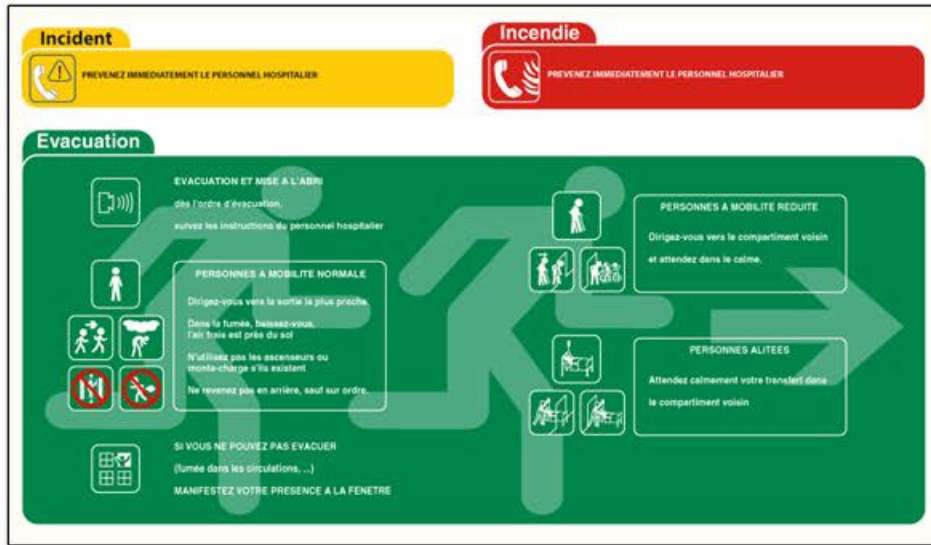 Incident
PREVENEZ IMMEDIATEMENT LE PERSONNEL HOSPITALIER
Incendie
PREVENEZ IMMEDIATEMENT LE PERSONNEL HOSPITALIER
Evacuation
EVACUATION ET MISE A L'ABRI
dès l'ordre d'évacuation,
suivez les instructions du personnel hospitalier
PERSONNES A MOBILITE NORMALE
Dirigez-vous vers la sortie la plus proche
Dans la fumée, baissez-vous,
l'air frais est près du sol
N'utilisez pas les ascenseurs ou
monte-charge s'ils existent
Ne revenez pas en arrière, sauf sur ordre.
SI VOUS NE POUVEZ PAS EVACUER
(fumée dans les circulations, ...)
MANIFESTEZ VOTRE PRESENCE A LA FENETRE
PERSONNES A MOBILITE REDUITE
Dirigez-vous vers le compartiment voisin
et attendez dans le calme.
PERSONNES ALITEES
Attendez calmement votre transfert dans
le compartiment voisin